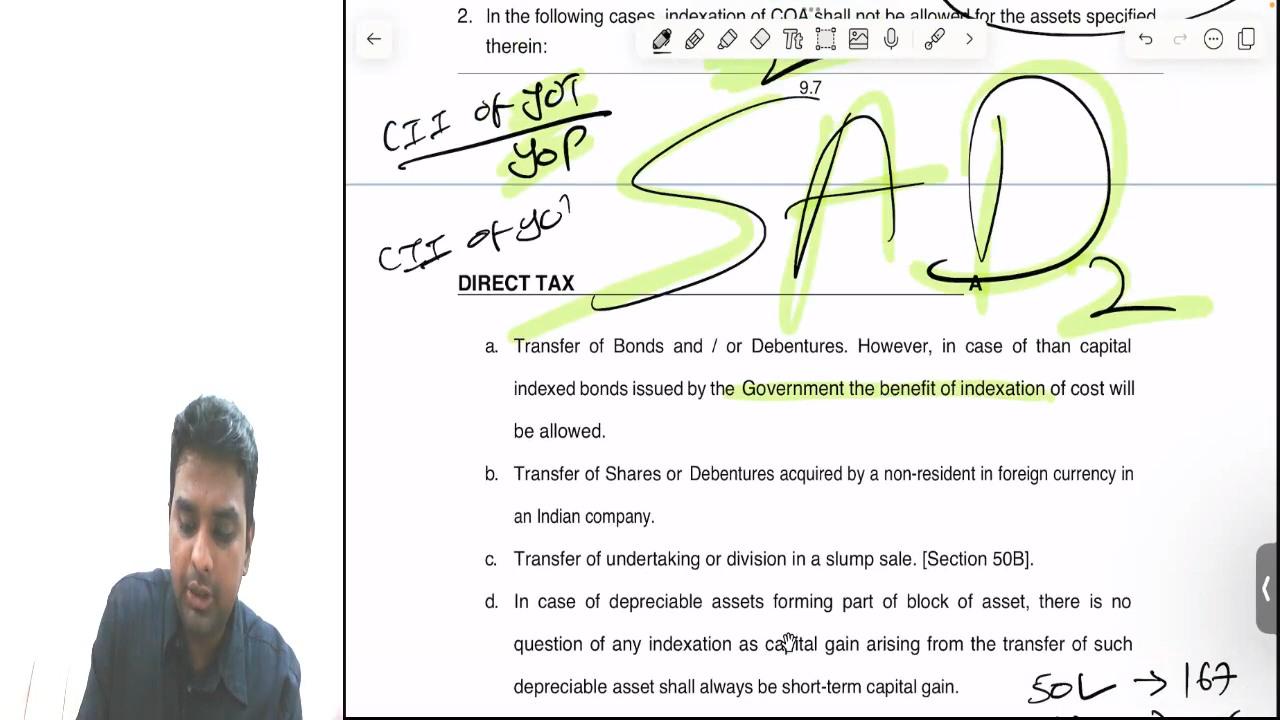 2. In the following cases, indexation of COA shall not be allowed for the assets specified
therein:
Tt
9.7
CII of YOT
YOP
SAD2
CII of YO
DIRECT TAX
A
a. Transfer of Bonds and / or Debentures. However, in case of than capital
indexed bonds issued by the Government the benefit of indexation of cost will
be allowed.
b. Transfer of Shares or Debentures acquired by a non-resident in foreign currency in
an Indian company.
c. Transfer of undertaking or division in a slump sale. [Section 50B].
d. In case of depreciable assets forming part of block of asset, there is no
question of any indexation as capital gain arising from the transfer of such
depreciable asset shall always be short-term capital gain.
50L → 167